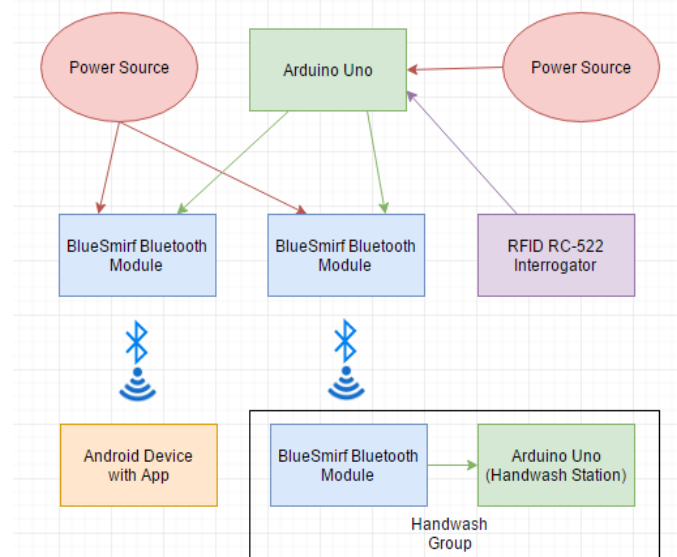 Power Source
Arduino Uno
Power Source
BlueSmirf Bluetooth
Module
BlueSmirf Bluetooth
Module
RFID RC-522
Interrogator
Android Device
with App
BlueSmirf Bluetooth
Module
Arduino Uno
(Handwash Station)
Handwash
Group